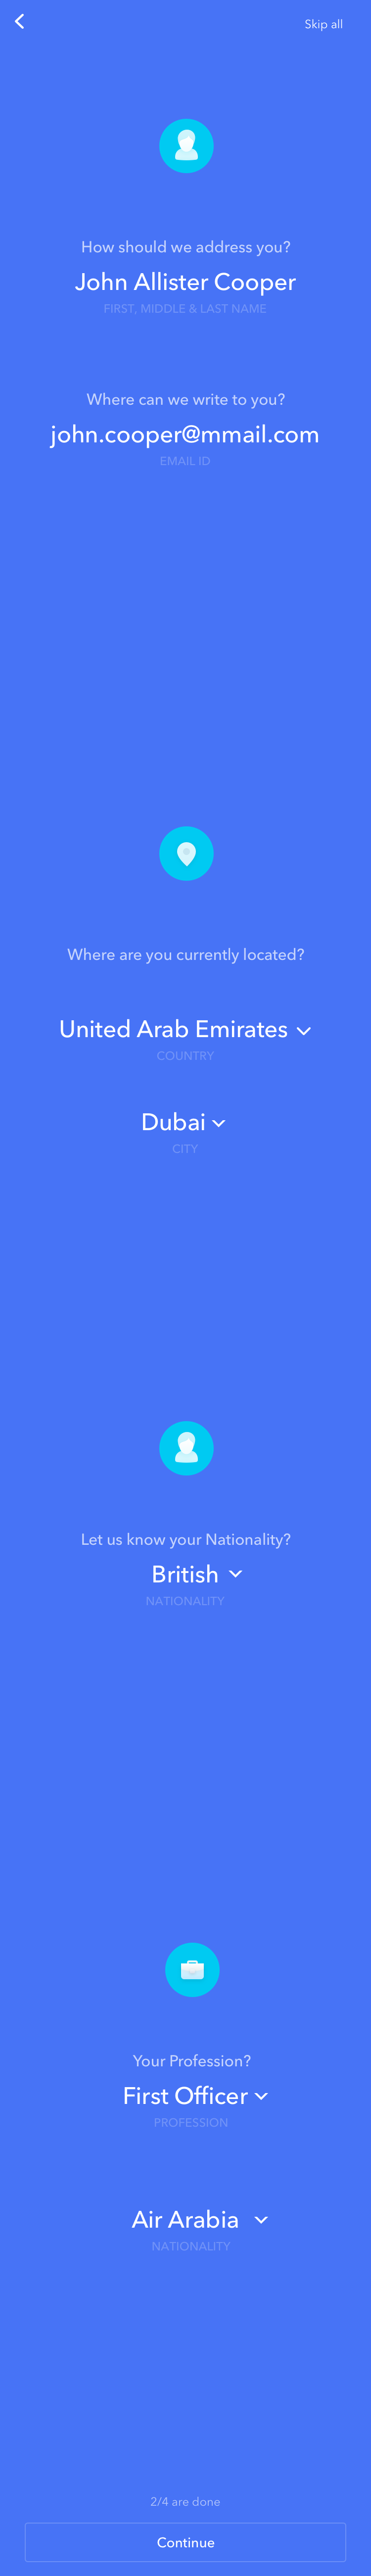 Skip all
How should we address you?
John Allister Cooper
FIRST, MIDDLE & LAST NAME
Where can we write to you?
john.cooper@mmail.com
EMAIL ID
Where are you currently located?
United Arab Emirates
COUNTRY
Dubai
CITY
Let us know your Nationality?
British
NATIONALITY
Your Profession?
First Officer
PROFESSION
Air Arabia
NATIONALITY
2/4 are done
Continue